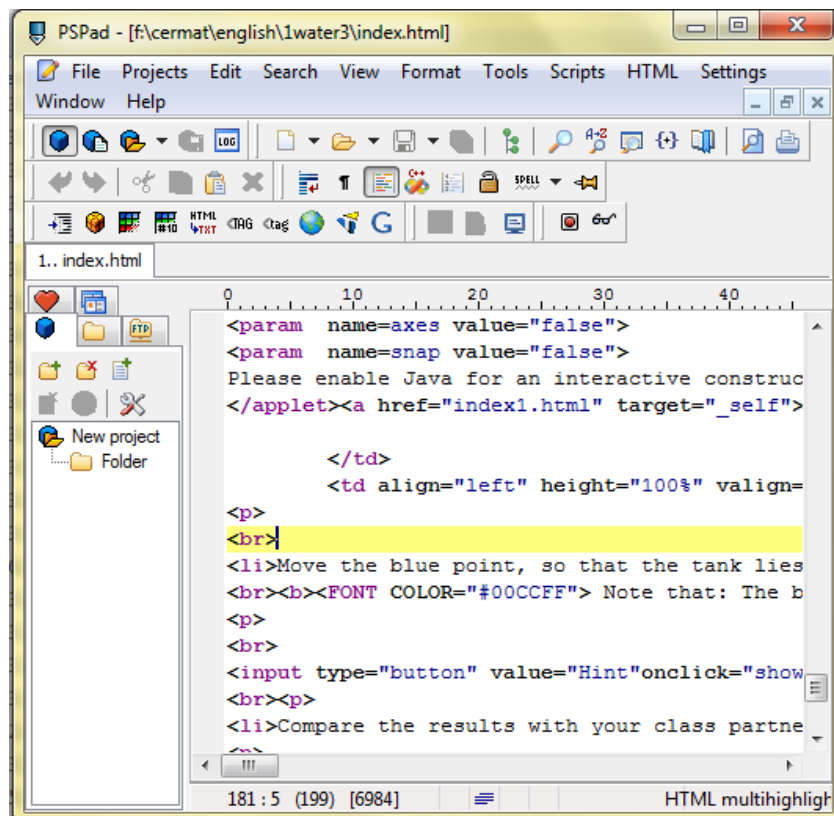 PSPad - [f:\cermat\english\1water3\index.html]
File Projects Edit Search View Format Tools Scripts HTML Settings
Window Help
LOG A+Z
C++ SPELL
#10 HTML TXT <TAG <tag G
1.. index.html
0 10 20 30 40
FTP
New project
Folder
<param  name=axes value="false">
<param  name=snap value="false">
Please enable Java for an interactive construc
</applet><a href="index1.html" target="_self">
</td>
<td align="left" height="100%" valign=
<p>
<br>
<li>Move the blue point, so that the tank lies
<br><b><FONT COLOR="#00CCFF"> Note that: The b
<p>
<br>
<input type="button" value="Hint"onclick="show
<br><p>
<li>Compare the results with your class partne
<p>
181:5 (199) [6984] HTML multihighligh